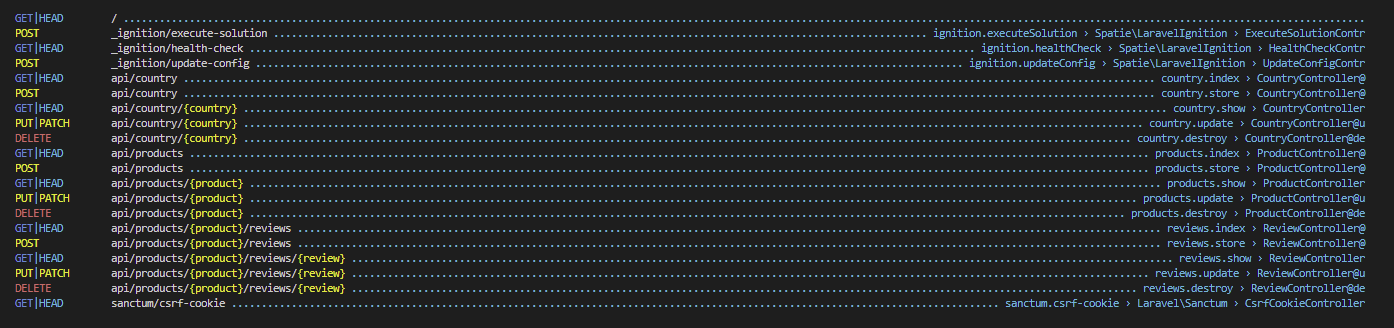 GET|HEAD / ................................................................................
POST _ignition/execute-solution ................................................................................ ignition.executeSolution › Spatie\LaravelIgnition › ExecuteSolutionContr
GET|HEAD _ignition/health-check ................................................................................ ignition.healthCheck › Spatie\LaravelIgnition › HealthCheckContr
POST _ignition/update-config ................................................................................ ignition.updateConfig › Spatie\LaravelIgnition › UpdateConfigContr
GET|HEAD api/country ................................................................................ country.index › CountryController@
POST api/country ................................................................................ country.store › CountryController@
GET|HEAD api/country/{country} ................................................................................ country.show › CountryController
PUT|PATCH api/country/{country} ................................................................................ country.update › CountryController@u
DELETE api/country/{country} ................................................................................ country.destroy › CountryController@de
GET|HEAD api/products ................................................................................ products.index › ProductController@
POST api/products ................................................................................ products.store › ProductController@
GET|HEAD api/products/{product} ................................................................................ products.show › ProductController
PUT|PATCH api/products/{product} ................................................................................ products.update › ProductController@u
DELETE api/products/{product} ................................................................................ products.destroy › ProductController@de
GET|HEAD api/products/{product}/reviews ................................................................................ reviews.index › ReviewController@
POST api/products/{product}/reviews ................................................................................ reviews.store › ReviewController@
GET|HEAD api/products/{product}/reviews/{review} ................................................................................ reviews.show › ReviewController
PUT|PATCH api/products/{product}/reviews/{review} ................................................................................ reviews.update › ReviewController@u
DELETE api/products/{product}/reviews/{review} ................................................................................ reviews.destroy › ReviewController@de
GET|HEAD sanctum/csrf-cookie ................................................................................ sanctum.csrf-cookie › Laravel\Sanctum › CsrfCookieController